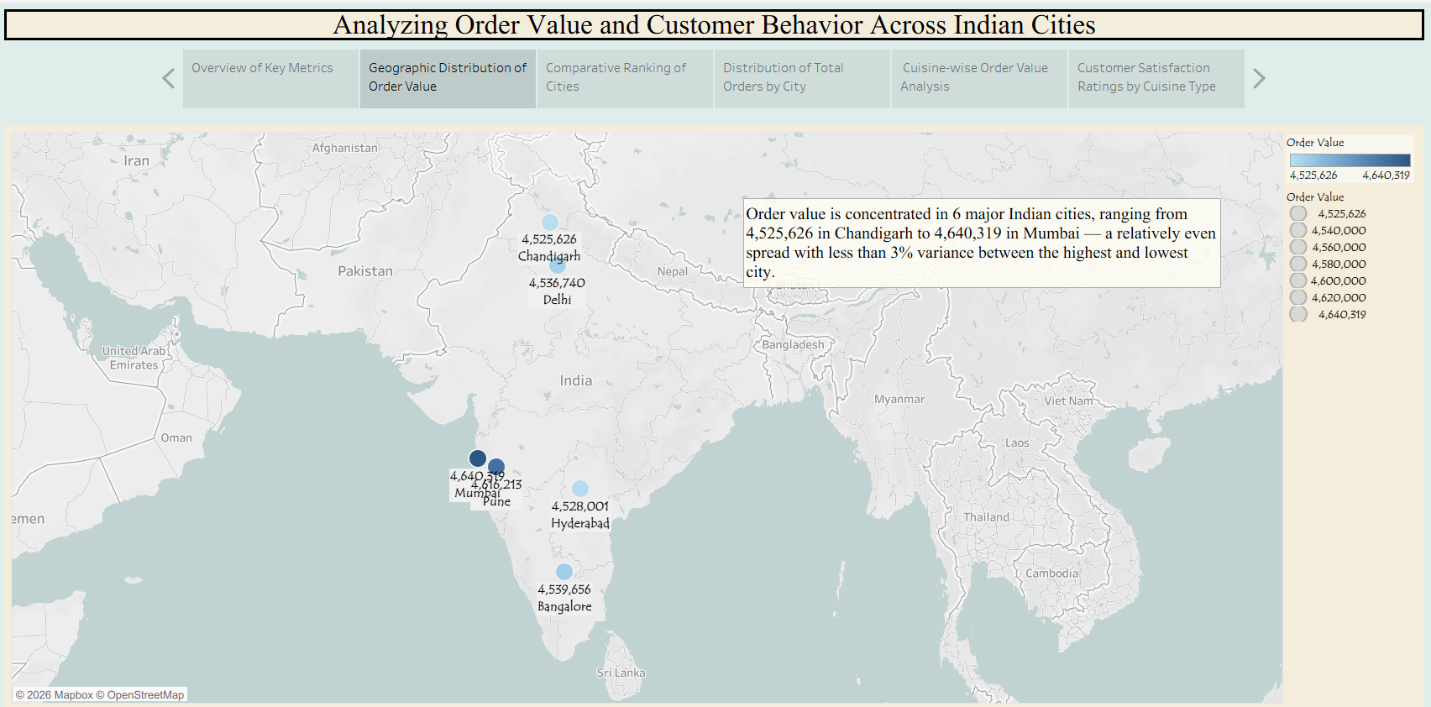 Analyzing Order Value and Customer Behavior Across Indian Cities
Overview of Key Metrics
Geographic Distribution of
Order Value
Comparative Ranking of
Cities
Distribution of Total
Orders by City
Cuisine-wise Order Value
Analysis
Customer Satisfaction
Ratings by Cuisine Type
Iran
Afghanistan
Pakistan
Nepal
United Arab
Emirates
Oman
emen
India
Bangladesh
Myanmar
Viet Nam
Laos
Thailand
Cambodia
Sri Lanka
4,525,626
Chandigarh
4,536,740
Delhi
4,640,319
Mumbai
4,616,213
Pune
4,528,001
Hyderabad
4,539,656
Bangalore
Order value is concentrated in 6 major Indian cities, ranging from
4,525,626 in Chandigarh to 4,640,319 in Mumbai — a relatively even
spread with less than 3% variance between the highest and lowest
city.
Order Value
4,525,626 4,640,319
Order Value
4,525,626
4,540,000
4,560,000
4,580,000
4,600,000
4,620,000
4,640,319
© 2026 Mapbox © OpenStreetMap